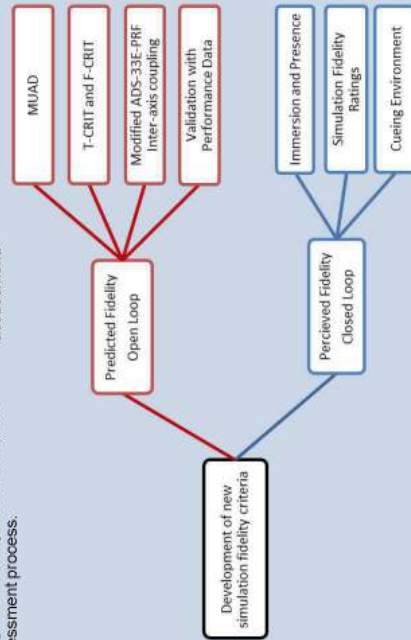 essment process.
Development of new
simulation fidelity criteria
Predicted Fidelity
Open Loop
MUAD
T-CRIT and F-CRIT
Modified ADS-33E-PRF
Inter-axis coupling
Validation with
Performance Data
Percieved Fidelity
Closed Loop
Immersion and Presence
Simulation Fidelity
Ratings
Cueing Environment